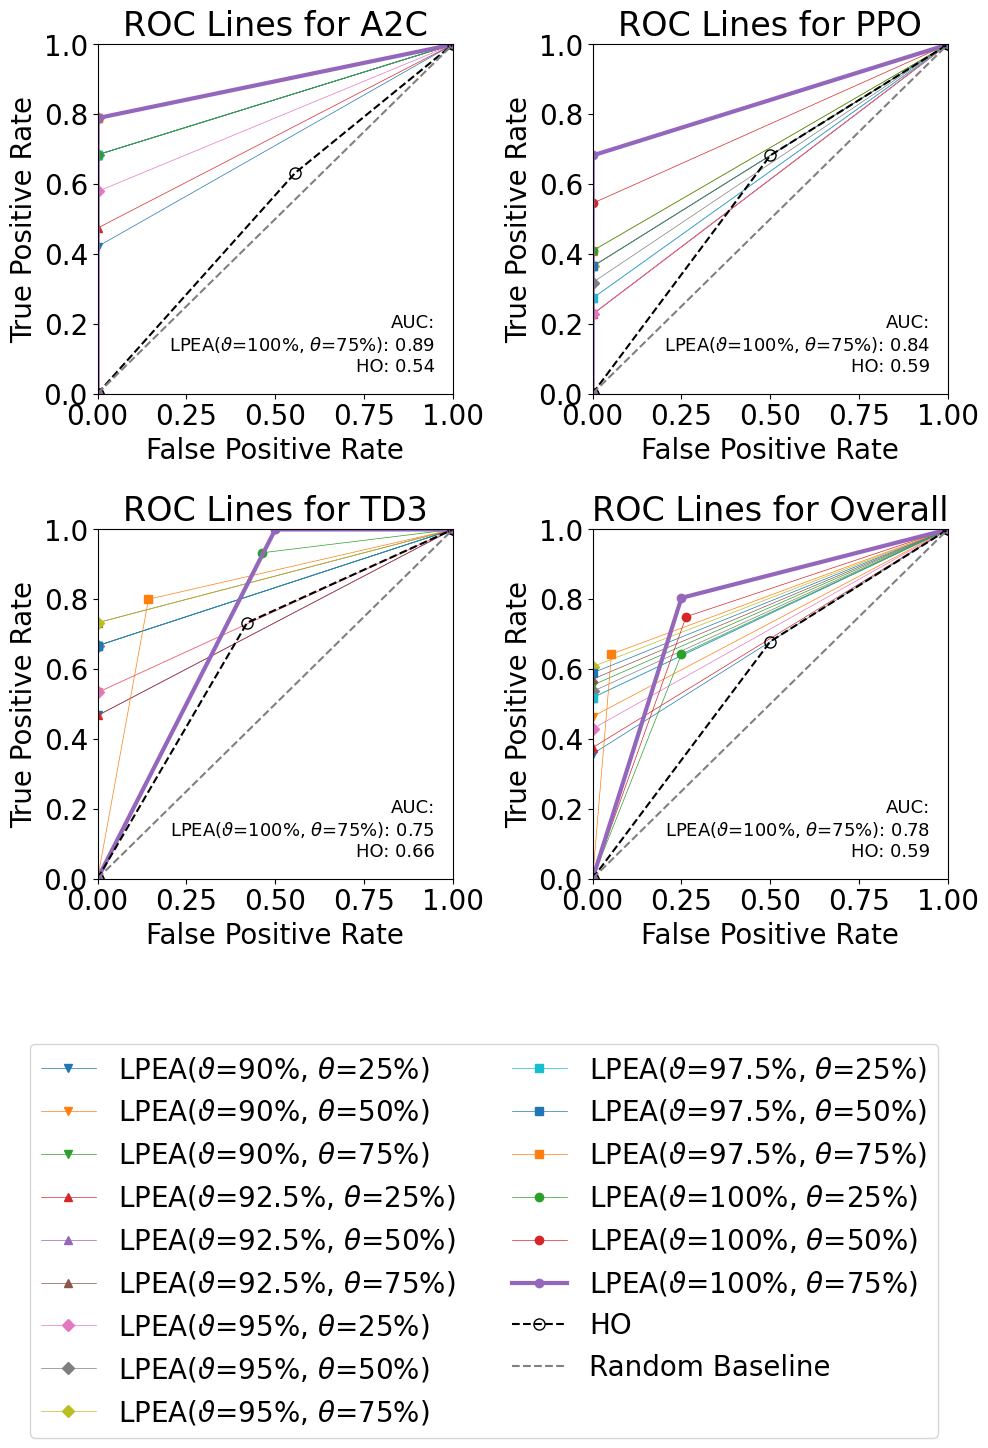 ROC Lines for A2C
1.0
0.8
0.6
0.4
0.2
0.0
True Positive Rate
AUC:
LPEA(ϑ=100%, θ=75%): 0.89
HO: 0.54
0.00 0.25 0.50 0.75 1.00
False Positive Rate
ROC Lines for PPO
1.0
0.8
0.6
0.4
0.2
0.0
True Positive Rate
AUC:
LPEA(ϑ=100%, θ=75%): 0.84
HO: 0.59
0.00 0.25 0.50 0.75 1.00
False Positive Rate
ROC Lines for TD3
1.0
0.8
0.6
0.4
0.2
0.0
True Positive Rate
AUC:
LPEA(ϑ=100%, θ=75%): 0.75
HO: 0.66
0.00 0.25 0.50 0.75 1.00
False Positive Rate
ROC Lines for Overall
1.0
0.8
0.6
0.4
0.2
0.0
True Positive Rate
AUC:
LPEA(ϑ=100%, θ=75%): 0.78
HO: 0.59
0.00 0.25 0.50 0.75 1.00
False Positive Rate
LPEA(ϑ=90%, θ=25%)
LPEA(ϑ=90%, θ=50%)
LPEA(ϑ=90%, θ=75%)
LPEA(ϑ=92.5%, θ=25%)
LPEA(ϑ=92.5%, θ=50%)
LPEA(ϑ=92.5%, θ=75%)
LPEA(ϑ=95%, θ=25%)
LPEA(ϑ=95%, θ=50%)
LPEA(ϑ=95%, θ=75%)
LPEA(ϑ=97.5%, θ=25%)
LPEA(ϑ=97.5%, θ=50%)
LPEA(ϑ=97.5%, θ=75%)
LPEA(ϑ=100%, θ=25%)
LPEA(ϑ=100%, θ=50%)
LPEA(ϑ=100%, θ=75%)
HO
Random Baseline